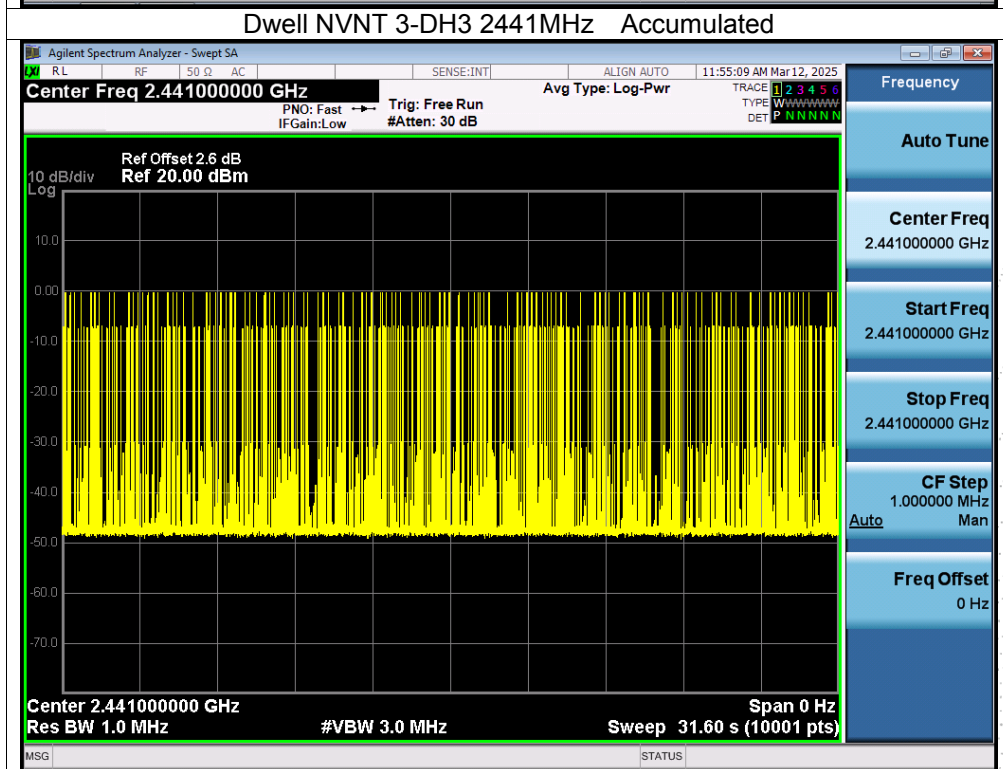 Dwell NVNT 3-DH3 2441MHz Accumulated
Agilent Spectrum Analyzer - Swept SA
LXI RL RF 50 Ω AC SENSE:INT ALIGN AUTO 11:55:09 AM Mar 12, 2025
Center Freq 2.441000000 GHz
PNO: Fast
IFGain:Low
Trig: Free Run
#Atten: 30 dB
Avg Type: Log-Pwr
TRACE 1 2 3 4 5 6
TYPE WWWWWWW
DET P N N N N N
Ref Offset 2.6 dB
10 dB/div Ref 20.00 dBm
Log
10.0
0.00
-10.0
-20.0
-30.0
-40.0
-50.0
-60.0
-70.0
Center 2.441000000 GHz Span 0 Hz
Res BW 1.0 MHz #VBW 3.0 MHz Sweep 31.60 s (10001 pts)
MSG STATUS
Frequency
Auto Tune
Center Freq
2.441000000 GHz
Start Freq
2.441000000 GHz
Stop Freq
2.441000000 GHz
CF Step
1.000000 MHz
Auto Man
Freq Offset
0 Hz